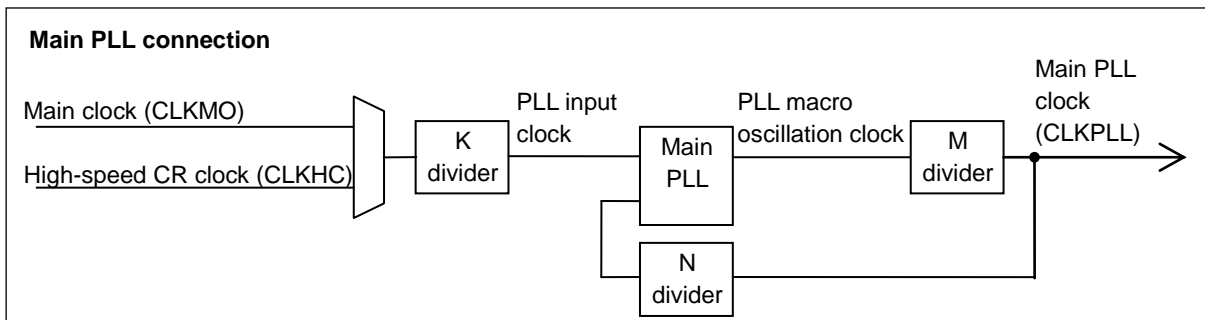 Main PLL connection
Main clock (CLKMO)
High-speed CR clock (CLKHC)
K
divider
PLL input
clock
Main
PLL
PLL macro
oscillation clock
M
divider
Main PLL
clock
(CLKPLL)
N
divider